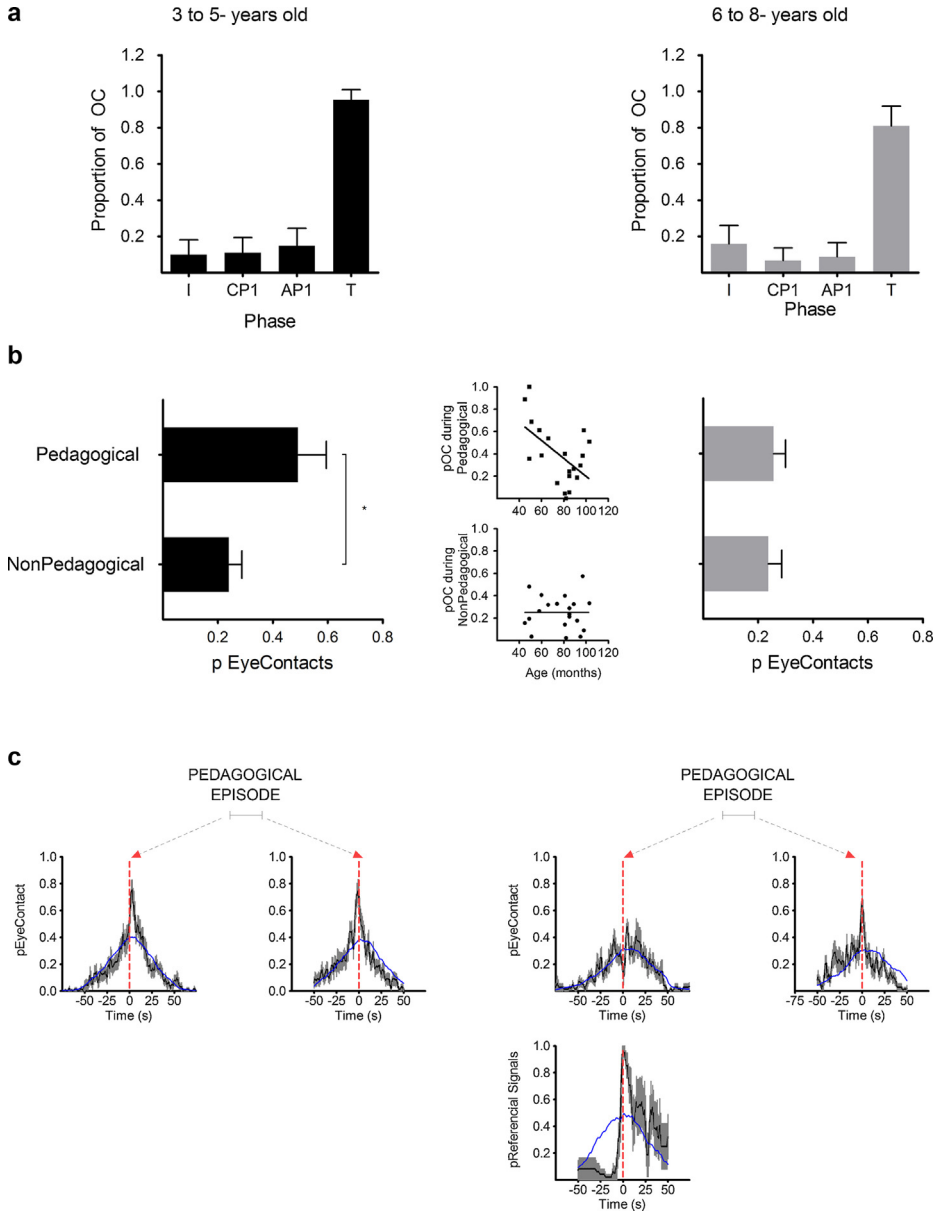 a
3 to 5- years old
6 to 8- years old
Proportion of OC
1.2
1.0
0.8
0.6
0.4
0.2
I CP1 AP1 T
Phase
Proportion of OC
1.2
1.0
0.8
0.6
0.4
0.2
I CP1 AP1 T
Phase
b
Pedagogical
NonPedagogical
*
0.2 0.4 0.6 0.8
p EyeContacts
pOC during
Pedagogical
1.0
0.8
0.6
0.4
0.2
40 60 80 100 120
pOC during
NonPedagogical
1.0
0.8
0.6
0.4
0.2
40 60 80 100 120
Age (months)
0.2 0.4 0.6 0.8
p EyeContacts
c
PEDAGOGICAL
EPISODE
PEDAGOGICAL
EPISODE
pEyeContact
1.0
0.8
0.6
0.4
0.2
0.0
-50 -25 0 25 50
Time (s)
1.0
0.8
0.6
0.4
0.2
0.0
-50 -25 0 25 50
Time (s)
pEyeContact
1.0
0.8
0.6
0.4
0.2
0.0
-50 -25 0 25 50
Time (s)
1.0
0.8
0.6
0.4
0.2
0.0
-75 -50 -25 0 25 50
Time (s)
pReferencial Signals
1.0
0.8
0.6
0.4
0.2
-50 -25 0 25 50
Time (s)